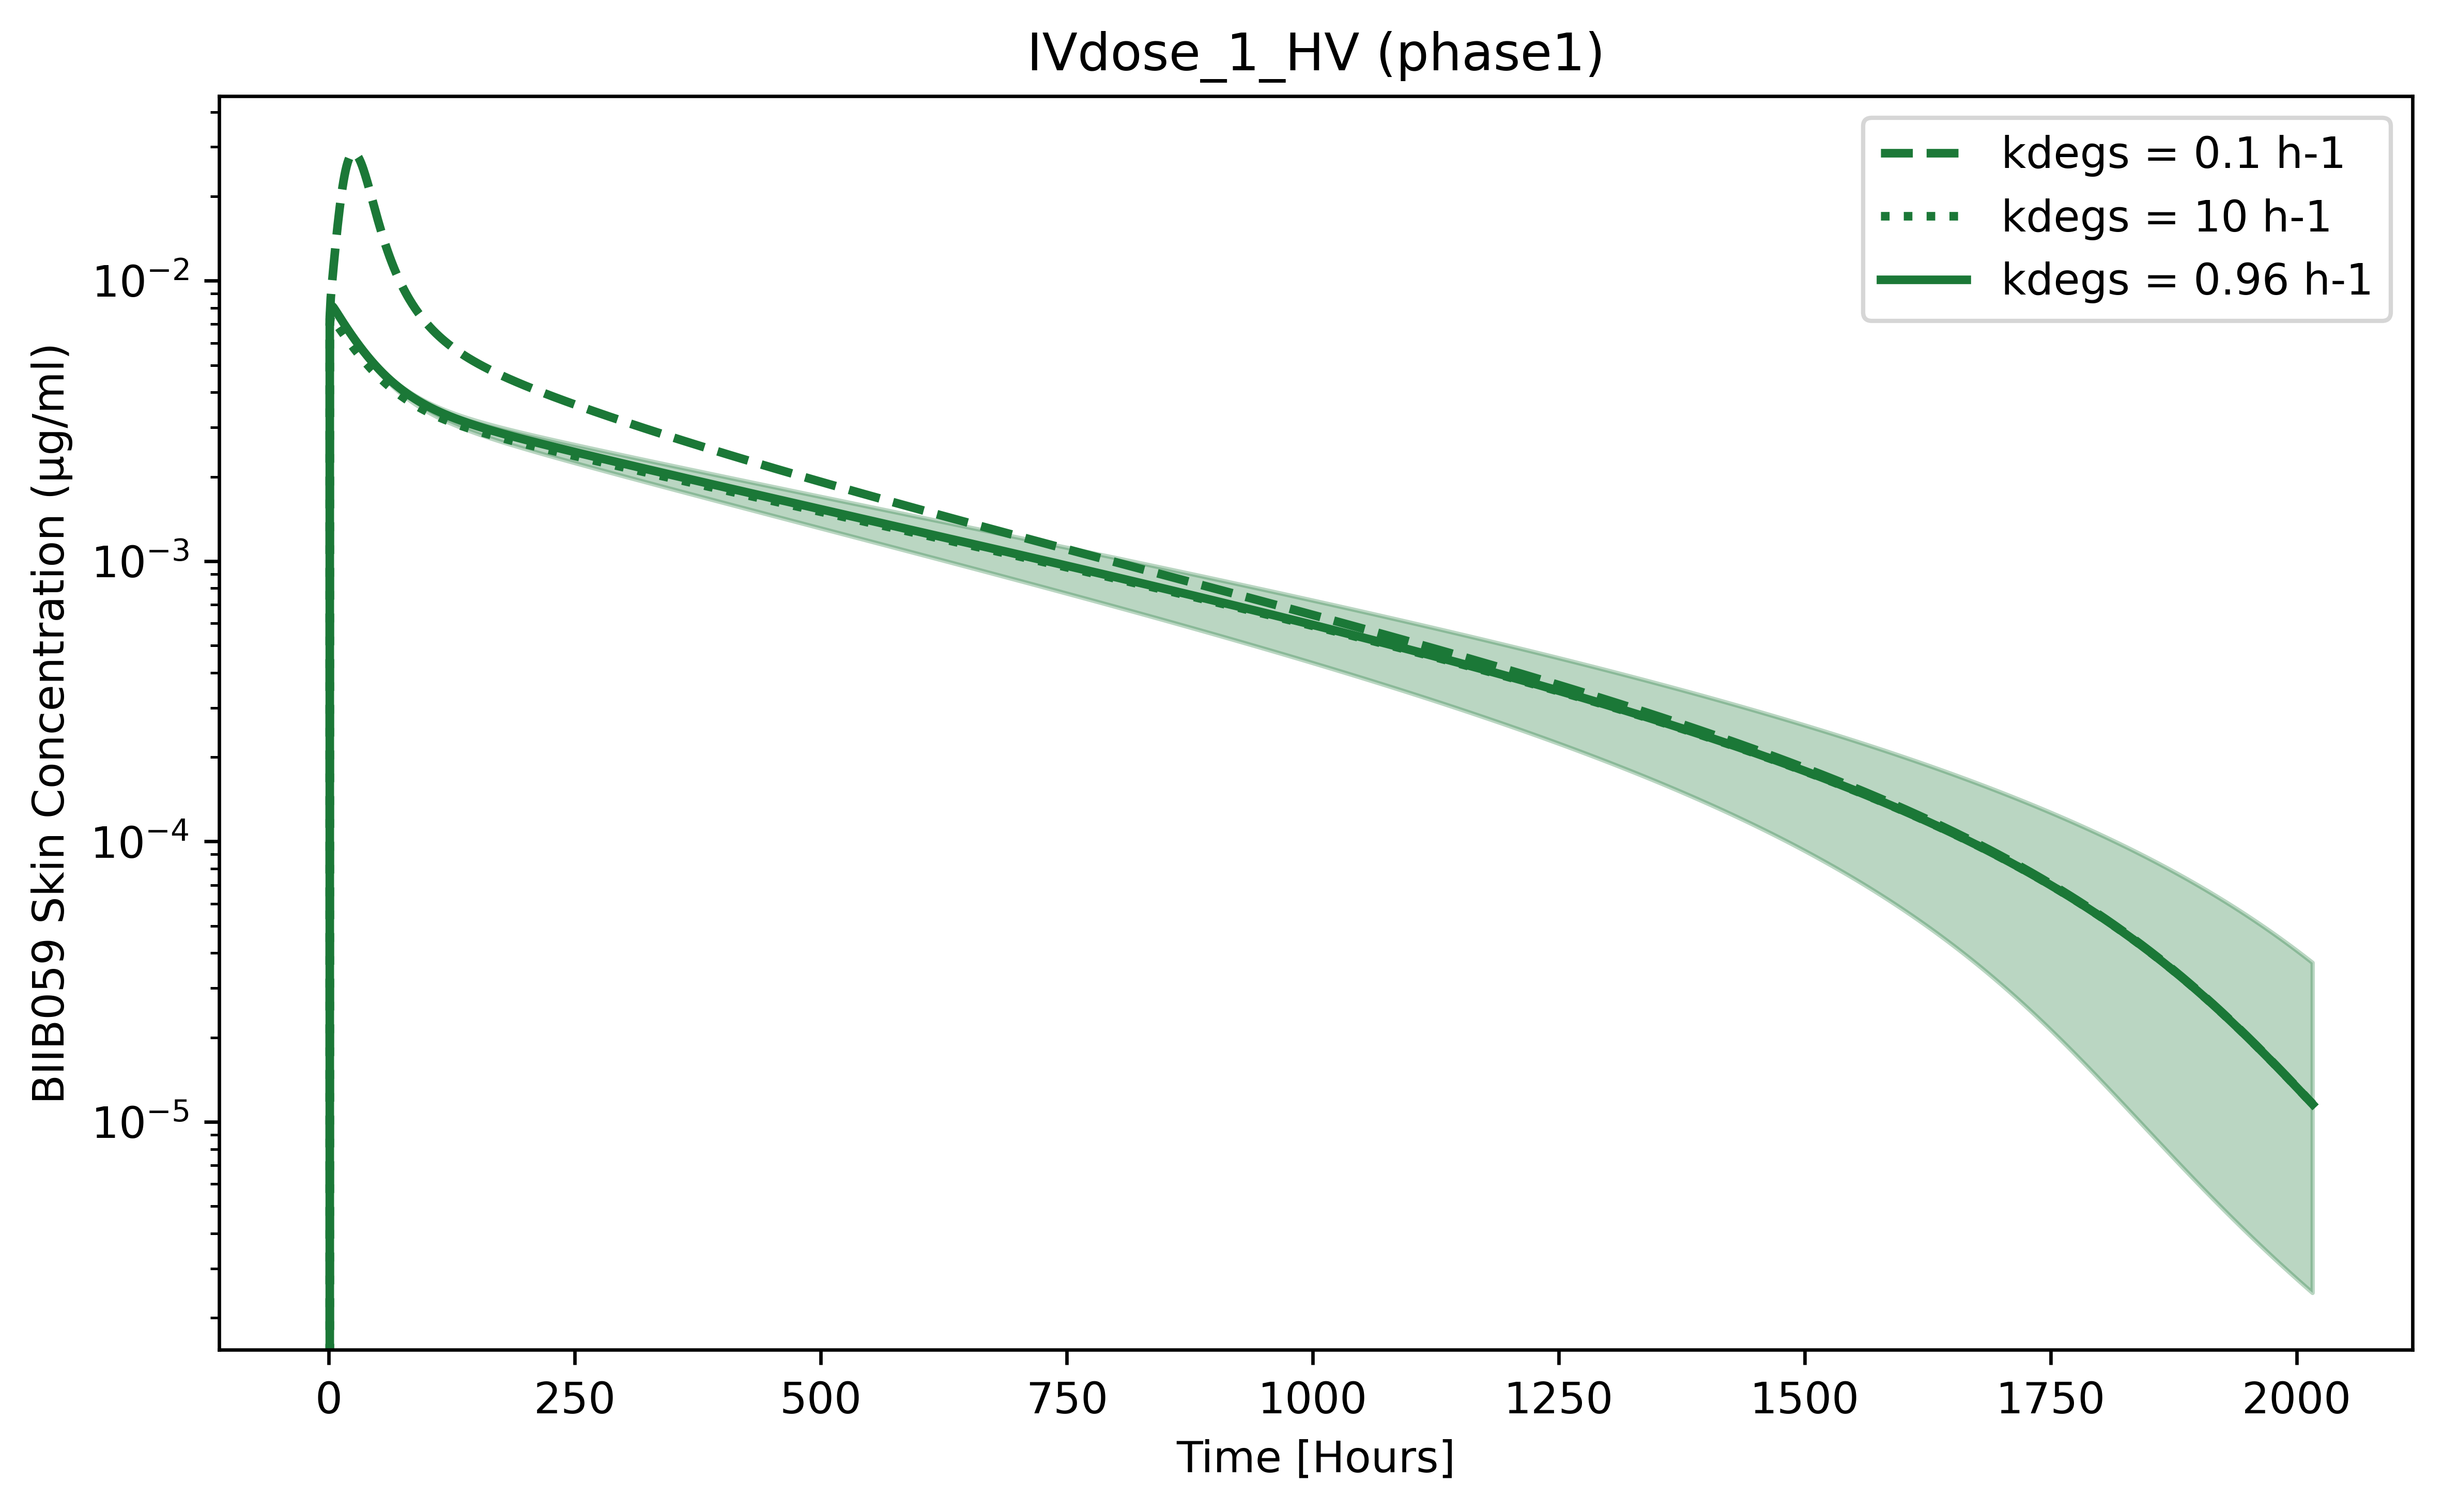 IVdose_1_HV (phase1)
kdegs = 0.1 h-1
kdegs = 10 h-1
kdegs = 0.96 h-1
BIIB059 Skin Concentration (µg/ml)
10⁻²
10⁻³
10⁻⁴
10⁻⁵
0 250 500 750 1000 1250 1500 1750 2000
Time [Hours]